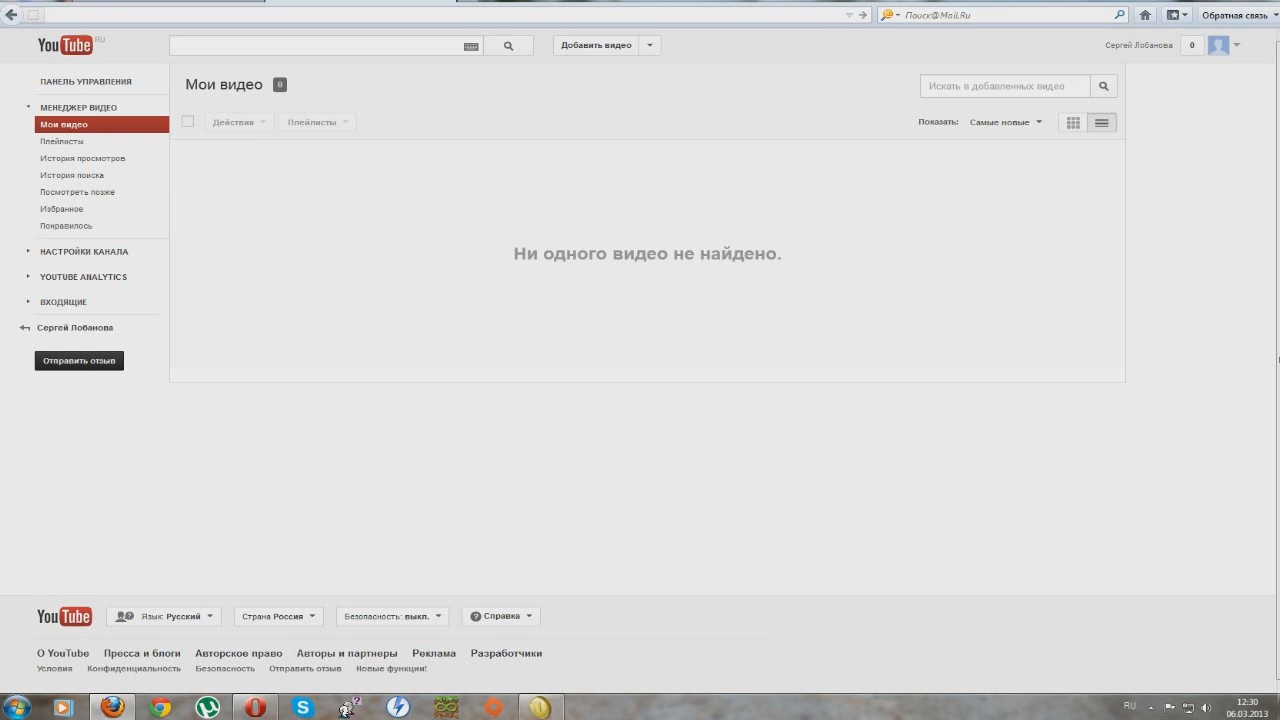 Поиск@Mail.Ru
Обратная связь
YouTube RU
Добавить видео
Сергей Лобанова
0
ПАНЕЛЬ УПРАВЛЕНИЯ
МЕНЕДЖЕР ВИДЕО
Мои видео
Плейлисты
История просмотров
История поиска
Посмотреть позже
Избранное
Понравилось
НАСТРОЙКИ КАНАЛА
YOUTUBE ANALYTICS
ВХОДЯЩИЕ
Сергей Лобанова
Отправить отзыв
Мои видео 0
Искать в добавленных видео
Действия
Плейлисты
Показать: Самые новые
Ни одного видео не найдено.
YouTube
Язык: Русский
Страна Россия
Безопасность: выкл.
Справка
О YouTube Пресса и блоги Авторское право Авторы и партнеры Реклама Разработчики
Условия Конфиденциальность Безопасность Отправить отзыв Новые функции!
RU
12:30
06.03.2013